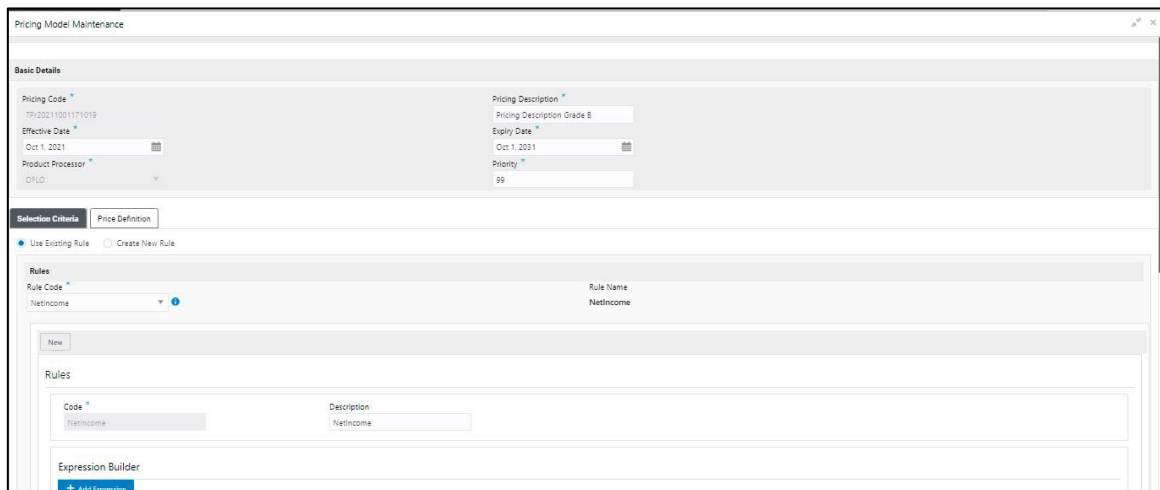 Pricing Model Maintenance
Basic Details
Pricing Code *
Pricing Description *
TPr20211001171019
Pricing Description Grade B
Effective Date *
Expiry Date *
Oct 1, 2021
Oct 1, 2031
Product Processor *
Priority *
OFLO
99
Selection Criteria
Price Definition
Use Existing Rule
Create New Rule
Rules
Rule Code *
Rule Name
NetIncome
NetIncome
New
Rules
Code *
Description
NetIncome
NetIncome
Expression Builder
+ Add Expression